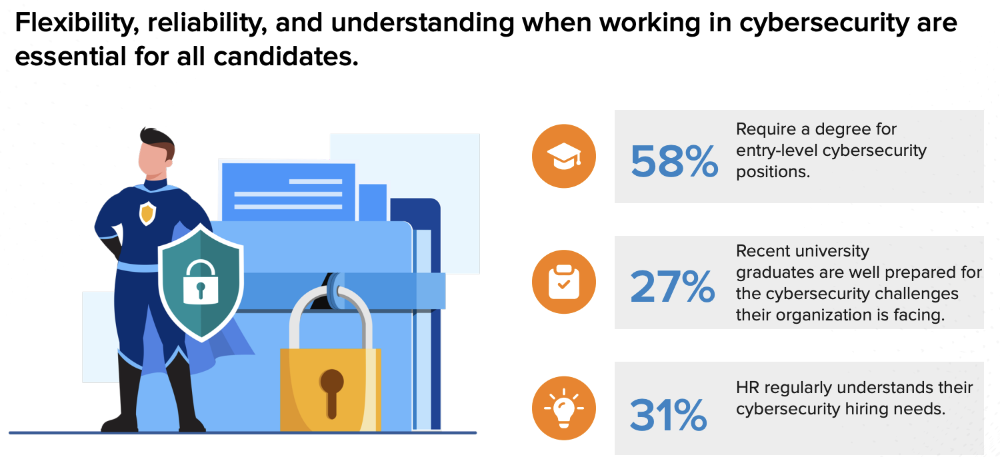 Flexibility, reliability, and understanding when working in cybersecurity are
essential for all candidates.
58%
Require a degree for
entry-level cybersecurity
positions.
27%
Recent university
graduates are well prepared for
the cybersecurity challenges
their organization is facing.
31%
HR regularly understands their
cybersecurity hiring needs.